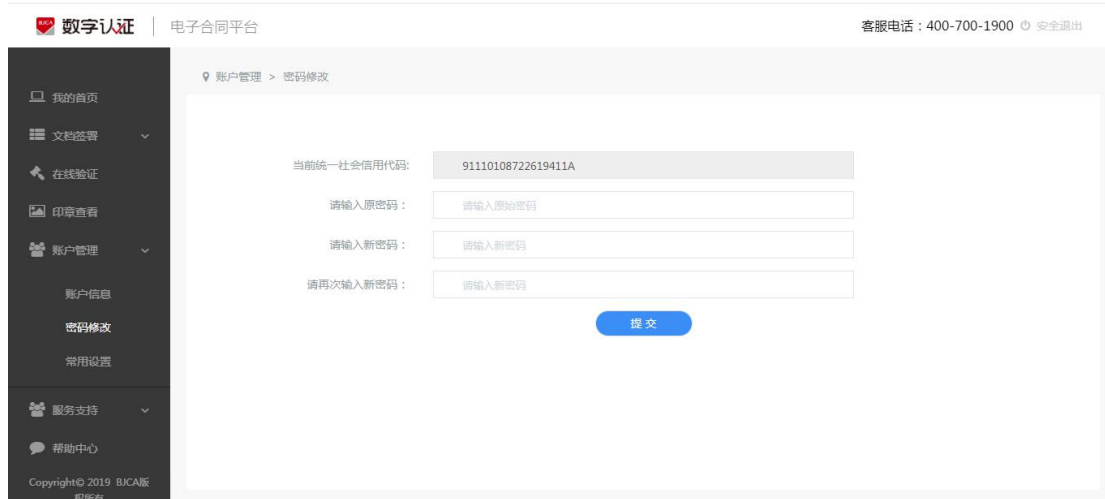 BJCA 数字认证 电子合同平台 客服电话：400-700-1900 安全退出
账户管理 > 密码修改
我的首页
文档签署
在线验证
印章查看
账户管理
账户信息
密码修改
常用设置
服务支持
帮助中心
Copyright© 2019 BJCA版
权所有
当前统一社会信用代码: 91110108722619411A
请输入原密码： 请输入原始密码
请输入新密码： 请输入新密码
请再次输入新密码： 请输入新密码
提交